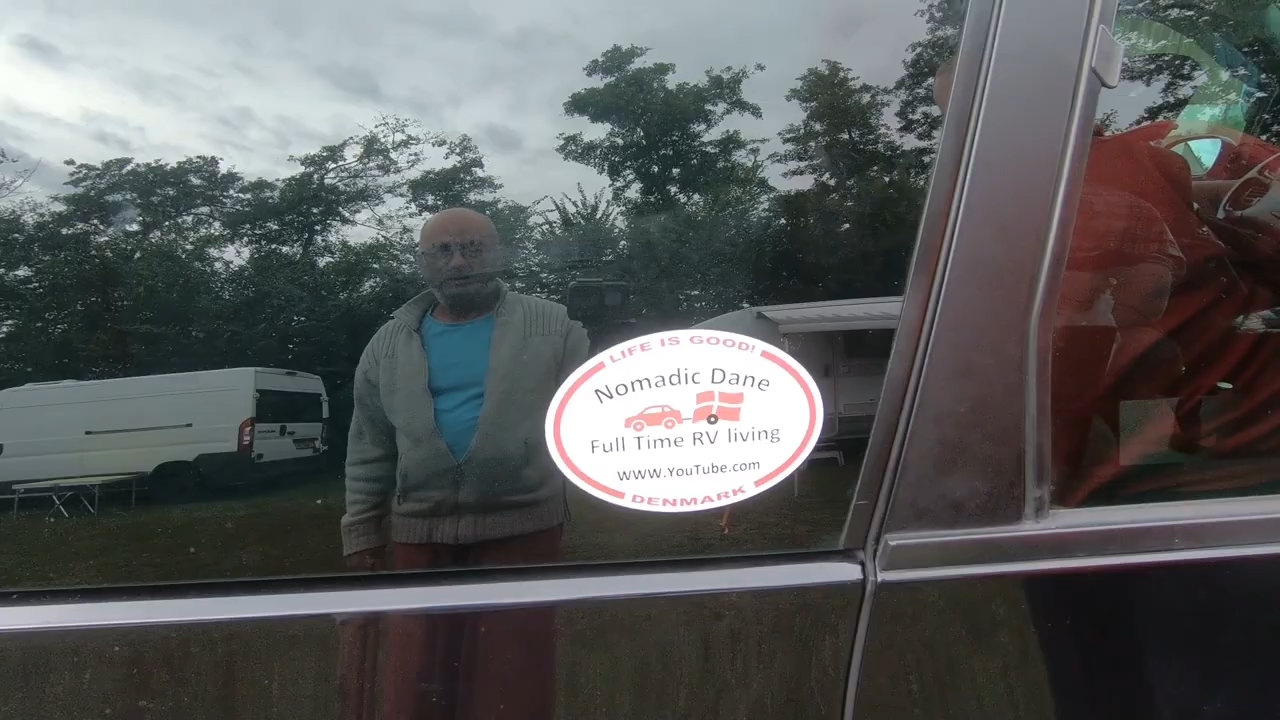 LIFE IS GOOD!
Nomadic Dane
Full Time RV living
www.YouTube.com
DENMARK